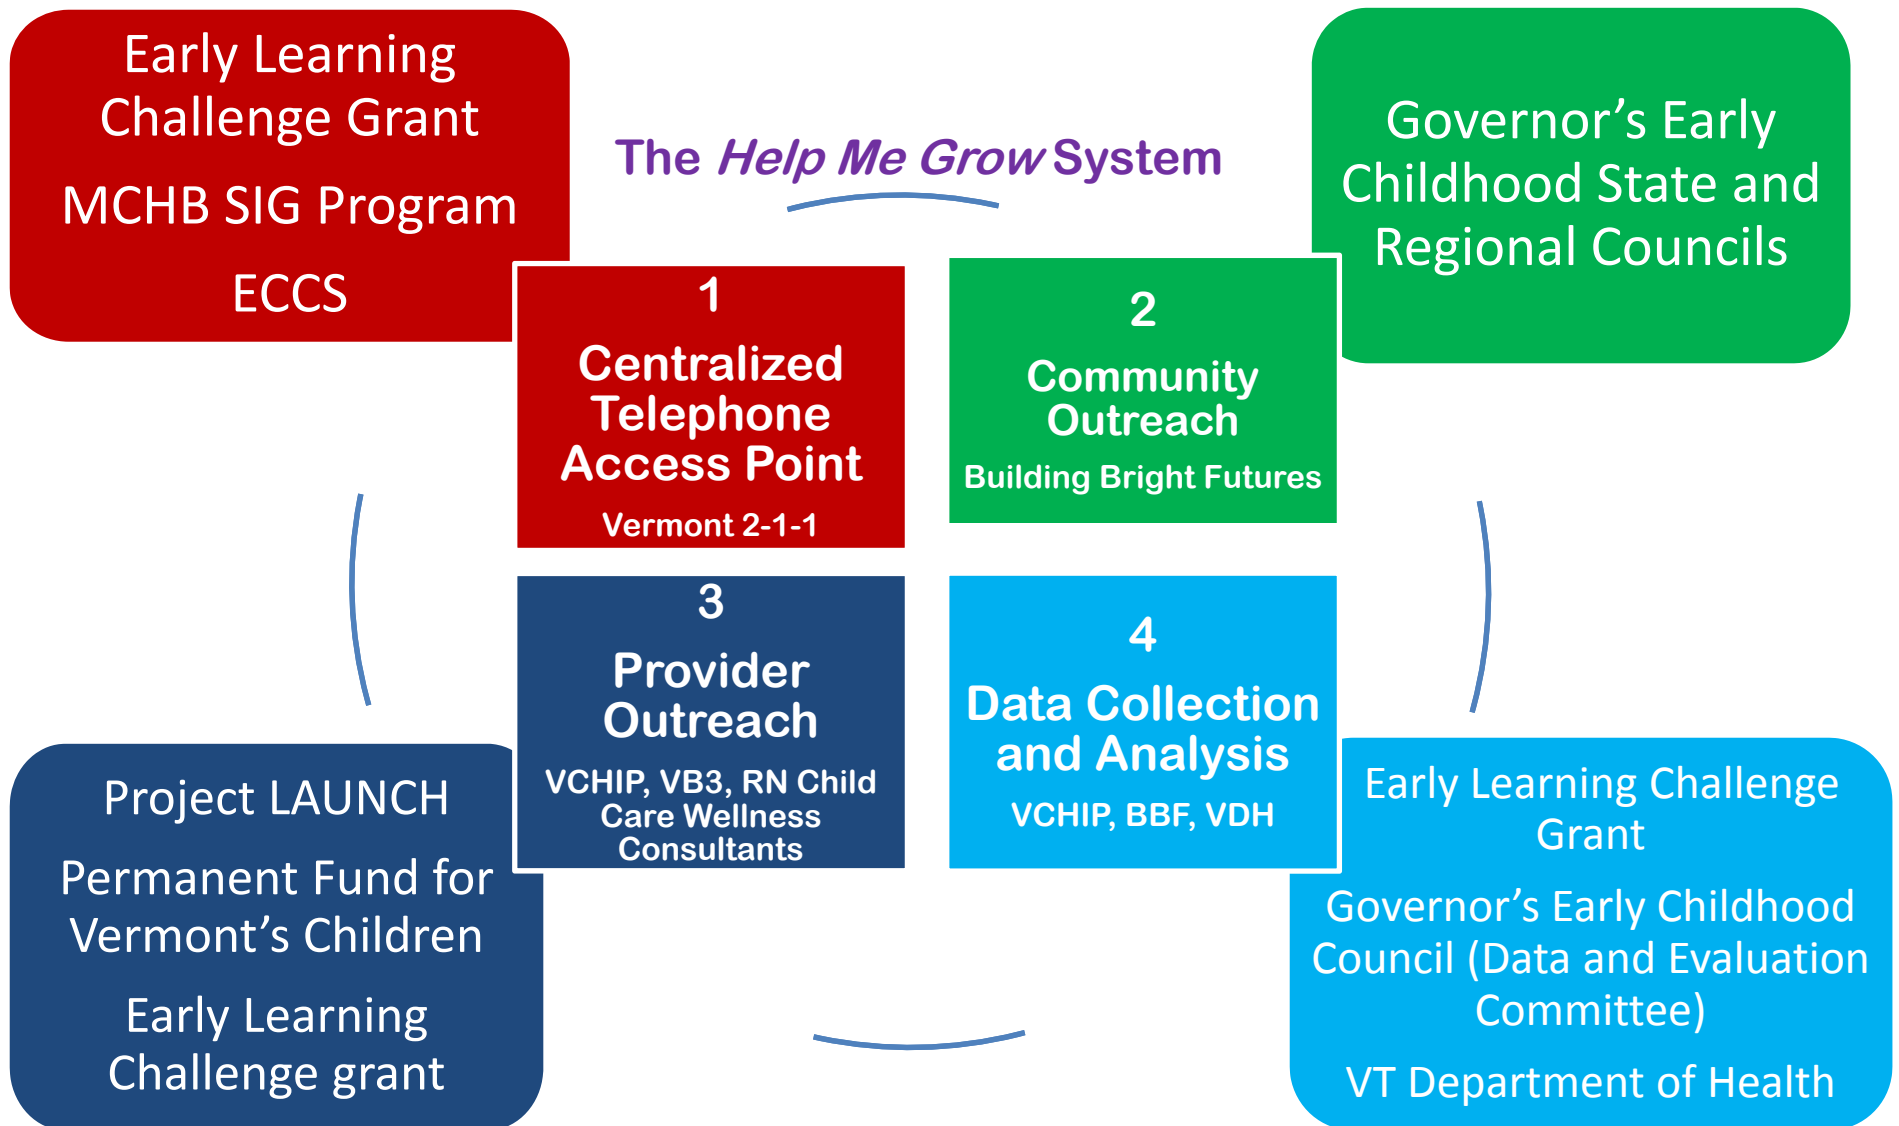 Early Learning
Challenge Grant
MCHB SIG Program
ECCS
The Help Me Grow System
Governor’s Early
Childhood State and
Regional Councils
1
Centralized
Telephone
Access Point
Vermont 2-1-1
2
Community
Outreach
Building Bright Futures
3
Provider
Outreach
VCHIP, VB3, RN Child
Care Wellness
Consultants
4
Data Collection
and Analysis
VCHIP, BBF, VDH
Project LAUNCH
Permanent Fund for
Vermont’s Children
Early Learning
Challenge grant
Early Learning Challenge
Grant
Governor’s Early Childhood
Council (Data and Evaluation
Committee)
VT Department of Health